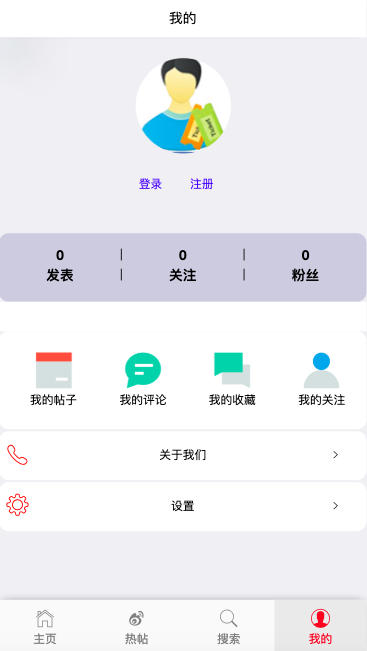 我的
登录 注册
0 | 0 | 0
发表 | 关注 | 粉丝
我的帖子 我的评论 我的收藏 我的关注
关于我们 >
设置 >
主页 热帖 搜索 我的